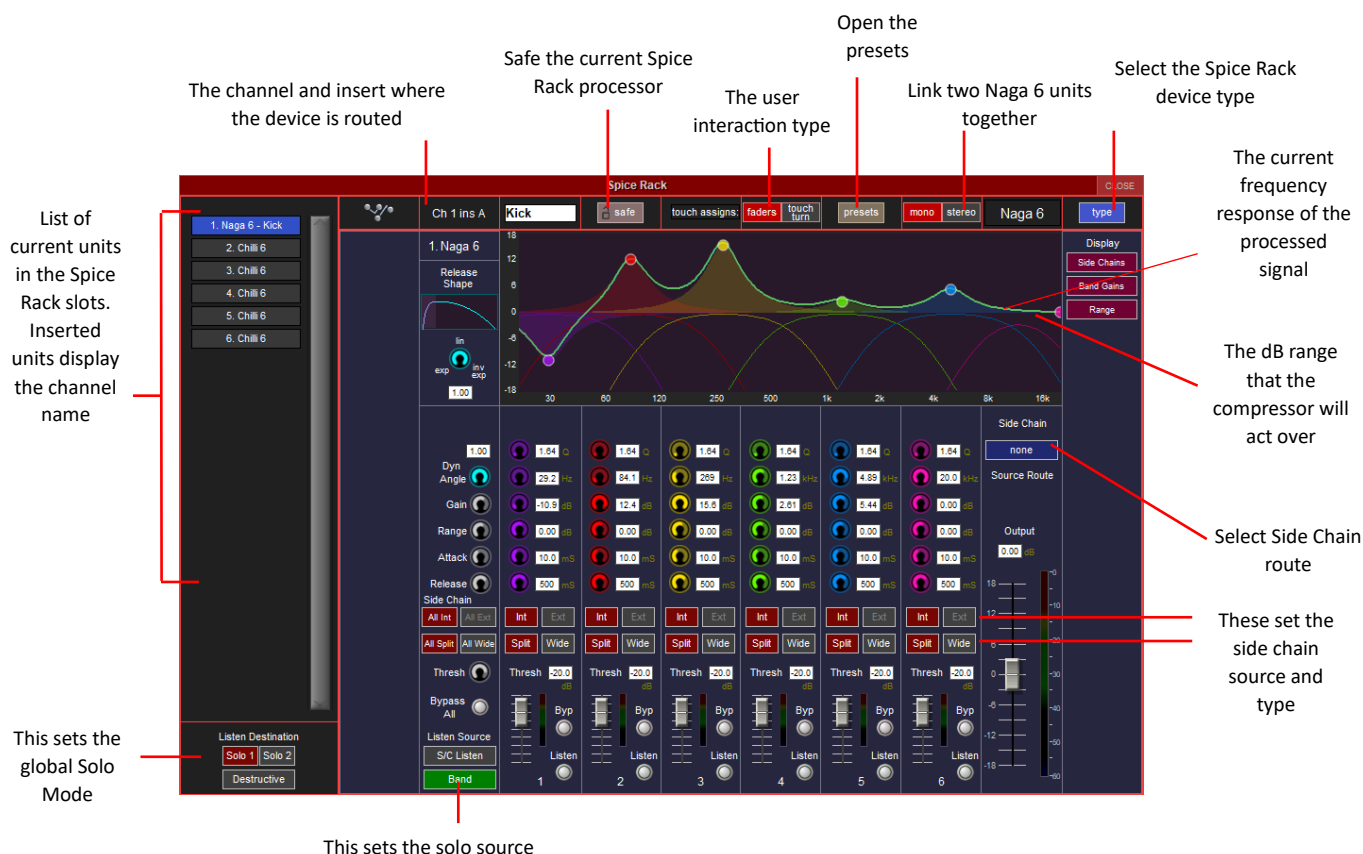 Open the
presets
Safe the current Spice
Rack processor
Select the Spice Rack
device type
The channel and insert where
the device is routed
The user
interaction type
Link two Naga 6 units
together
The current
frequency
response of the
processed
signal
List of
current units
in the Spice
Rack slots.
Inserted
units display
the channel
name
The dB range
that the
compressor will
act over
Select Side Chain
route
These set the
side chain
source and
type
This sets the
global Solo
Mode
This sets the solo source
Spice Rack
CLOSE
1. Naga 6 - Kick
2. Chilli 6
3. Chilli 6
4. Chilli 6
5. Chilli 6
6. Chilli 6
Listen Destination
Solo 1 Solo 2
Destructive
Ch 1 ins A
Kick
safe
touch assigns: faders touch turn
presets
mono stereo
Naga 6
type
1. Naga 6
Release
Shape
lin
exp inv exp
1.00
18
12
6
0
-6
-12
-18
30 60 120 250 500 1k 2k 4k 8k 16k
Display
Side Chains
Band Gains
Range
1.00
Dyn
Angle
Gain
Range
Attack
Release
Side Chain
All Int All Ext
All Split All Wide
Thresh
Bypass
All
Listen Source
S/C Listen
Band
1.64 Q 1.64 Q 1.64 Q 1.64 Q 1.64 Q 1.64 Q
29.2 Hz 84.1 Hz 269 Hz 1.23 kHz 4.89 kHz 20.0 kHz
-10.9 dB 12.4 dB 15.6 dB 2.61 dB 5.44 dB 0.00 dB
0.00 dB 0.00 dB 0.00 dB 0.00 dB 0.00 dB 0.00 dB
10.0 mS 10.0 mS 10.0 mS 10.0 mS 10.0 mS 10.0 mS
500 mS 500 mS 500 mS 500 mS 500 mS 500 mS
Int Ext Int Ext Int Ext Int Ext Int Ext Int Ext
Split Wide Split Wide Split Wide Split Wide Split Wide Split Wide
Thresh -20.0 Thresh -20.0 Thresh -20.0 Thresh -20.0 Thresh -20.0 Thresh -20.0
dB dB dB dB dB dB
Byp Byp Byp Byp Byp Byp
Listen Listen Listen Listen Listen Listen
1 2 3 4 5 6
Side Chain
none
Source Route
Output
0.00 dB
18
12
6
0
-6
-12
-18
-0
-10
-20
-30
-40
-50
-60